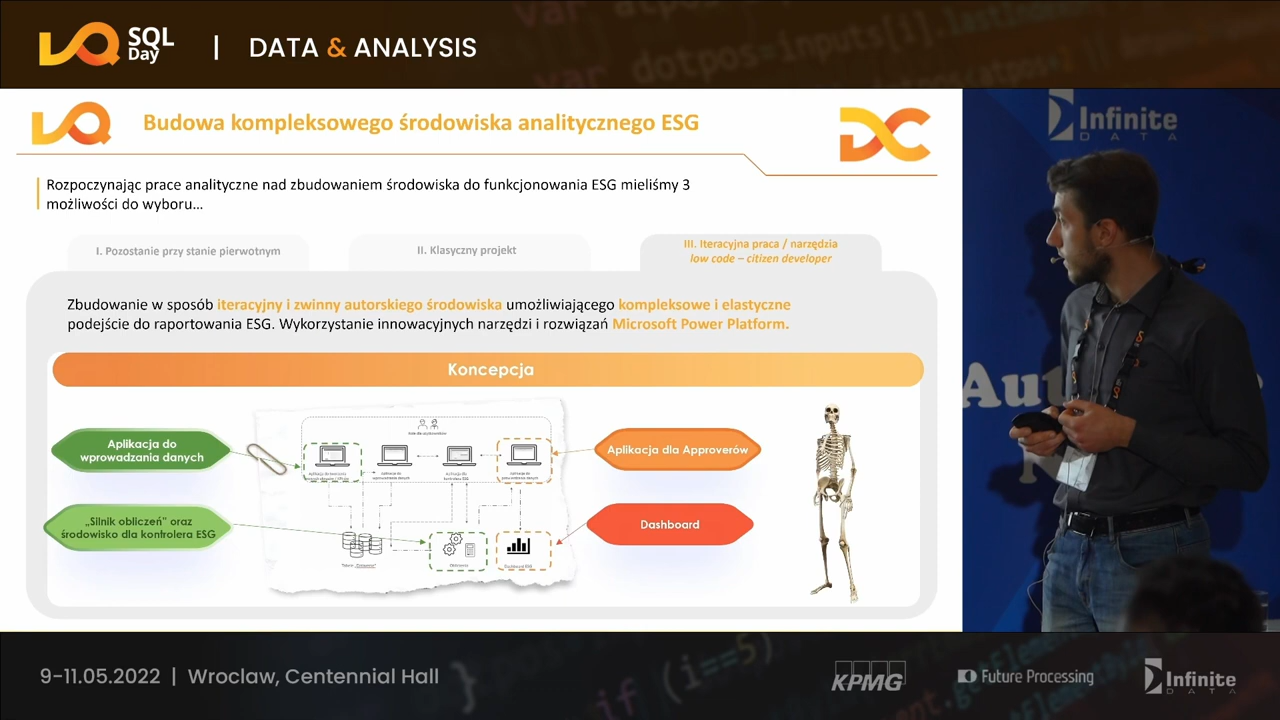 SQL
Day
| DATA & ANALYSIS
Budowa kompleksowego środowiska analitycznego ESG
Rozpoczynając prace analityczne nad zbudowaniem środowiska do funkcjonowania ESG mieliśmy 3
możliwości do wyboru...
I. Pozostanie przy stanie pierwotnym
II. Klasyczny projekt
III. Iteracyjna praca / narzędzia
low code – citizen developer
Zbudowanie w sposób iteracyjny i zwinny autorskiego środowiska umożliwiającego kompleksowe i elastyczne
podejście do raportowania ESG. Wykorzystanie innowacyjnych narzędzi i rozwiązań Microsoft Power Platform.
Koncepcja
Aplikacja do
wprowadzania danych
„Silnik obliczeń” oraz
środowisko dla kontrolera ESG
Aplikacja dla Approverów
Dashboard
Infinite
DATA
9-11.05.2022 | Wroclaw, Centennial Hall
KPMG
Future Processing
Infinite
DATA